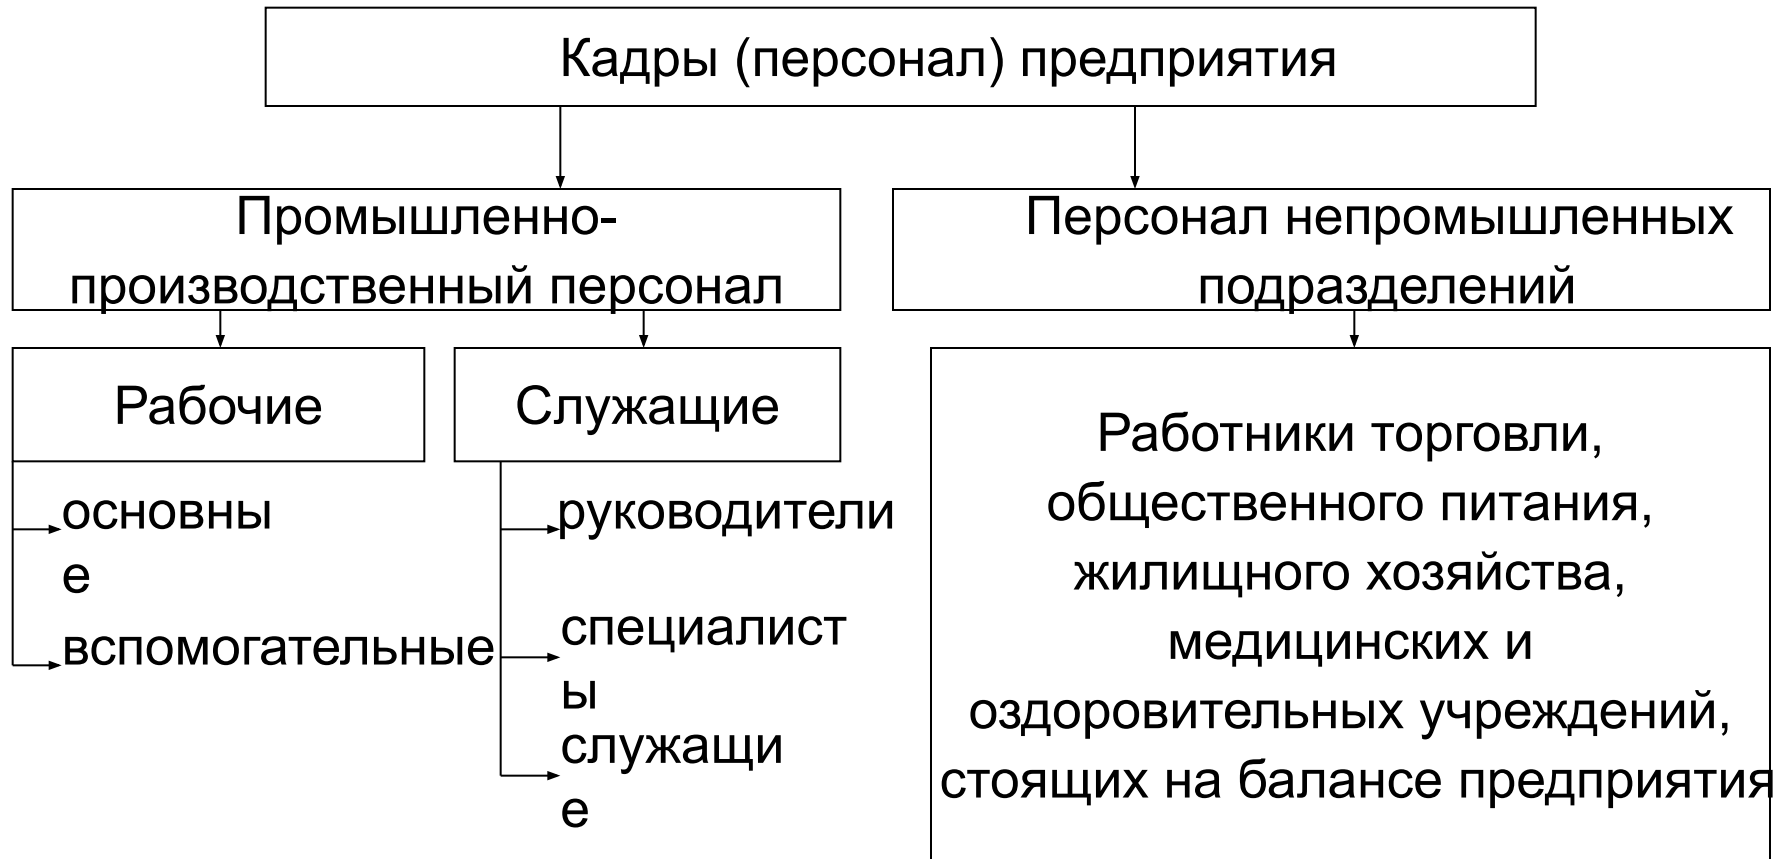 Кадры (персонал) предприятия
Промышленно-
производственный персонал
Персонал непромышленных
подразделений
Рабочие
Служащие
основны
е
вспомогательные
руководители
специалист
ы
служащи
е
Работники торговли,
общественного питания,
жилищного хозяйства,
медицинских и
оздоровительных учреждений,
стоящих на балансе предприятия